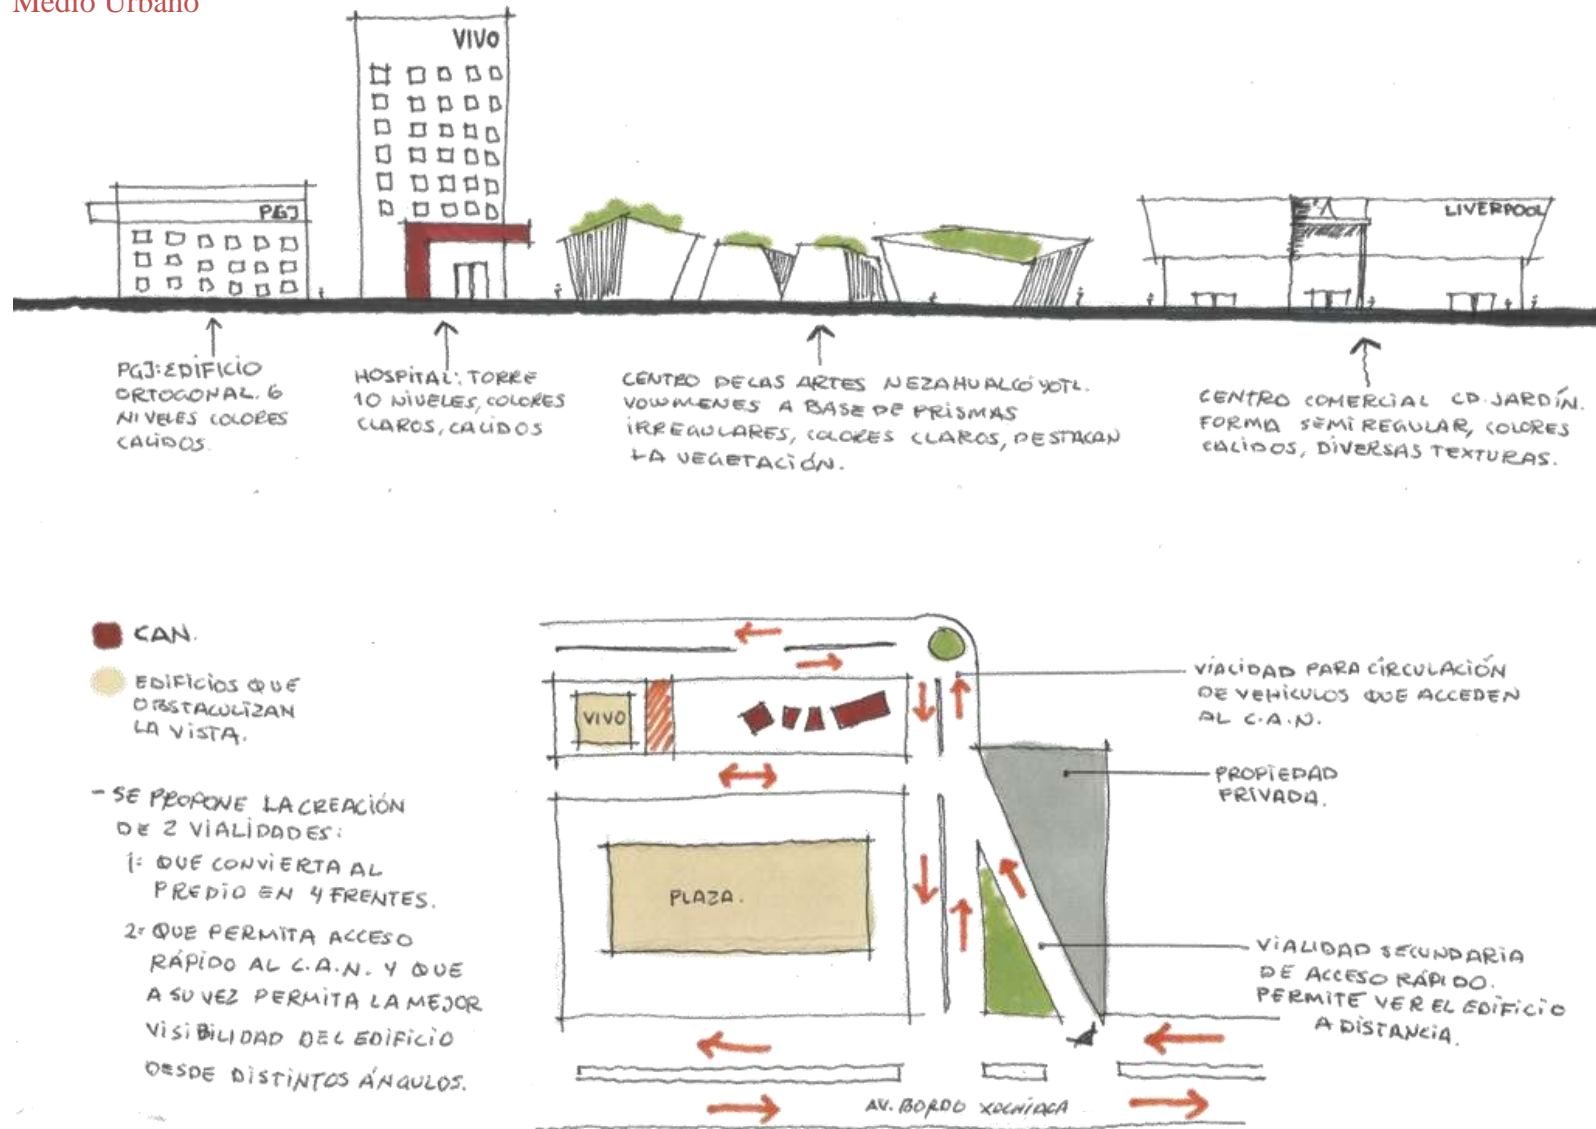 Medio Urbano
VIVO
PGJ
LIVERPOOL
PGJ: EDIFICIO
ORTOGONAL. 6
NIVELES COLORES
CALIDOS.
HOSPITAL: TORRE
10 NIVELES, COLORES
CLAROS, CALIDOS
CENTRO DE LAS ARTES NEZAHUALCÓYOTL.
VOLUMENES A BASE DE PRISMAS
IRREGULARES, COLORES CLAROS, DESTACAN
LA VEGETACIÓN.
CENTRO COMERCIAL CD. JARDÍN.
FORMA SEMIREGULAR, COLORES
CALIDOS, DIVERSAS TEXTURAS.
CAN.
EDIFICIOS QUE
OBSTACULIZAN
LA VISTA.
- SE PROPONE LA CREACIÓN
DE 2 VIALIDADES:
1: QUE CONVIERTA AL
PREDIO EN 4 FRENTES.
2: QUE PERMITA ACCESO
RÁPIDO AL C.A.N. Y QUE
A SU VEZ PERMITA LA MEJOR
VISIBILIDAD DEL EDIFICIO
DESDE DISTINTOS ÁNGULOS.
VIVO
PLAZA.
VIALIDAD PARA CIRCULACIÓN
DE VEHICULOS QUE ACCEDEN
AL C.A.N.
PROPIEDAD
PRIVADA.
VIALIDAD SECUNDARIA
DE ACCESO RÁPIDO.
PERMITE VER EL EDIFICIO
A DISTANCIA.
AV. BORDO XOCHIACA